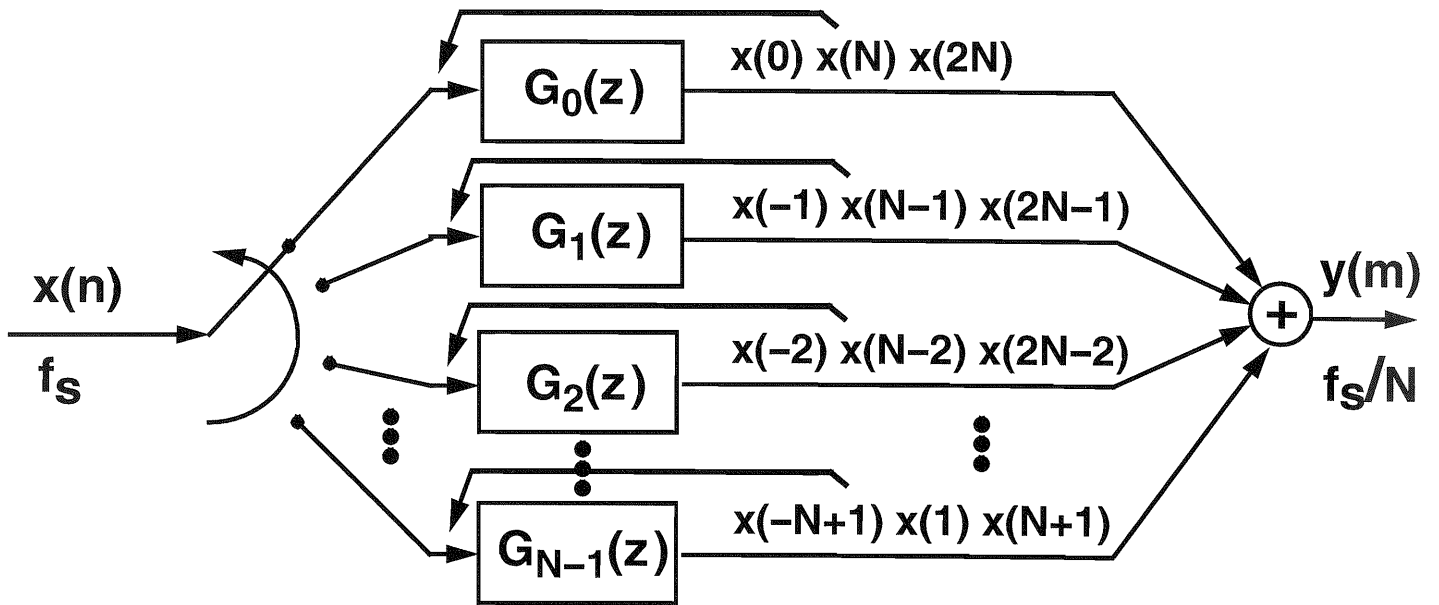 x(0) x(N) x(2N)
G0(z)
x(−1) x(N−1) x(2N−1)
G1(z)
x(n)
fs
x(−2) x(N−2) x(2N−2)
G2(z)
+
y(m)
fs/N
x(−N+1) x(1) x(N+1)
GN−1(z)